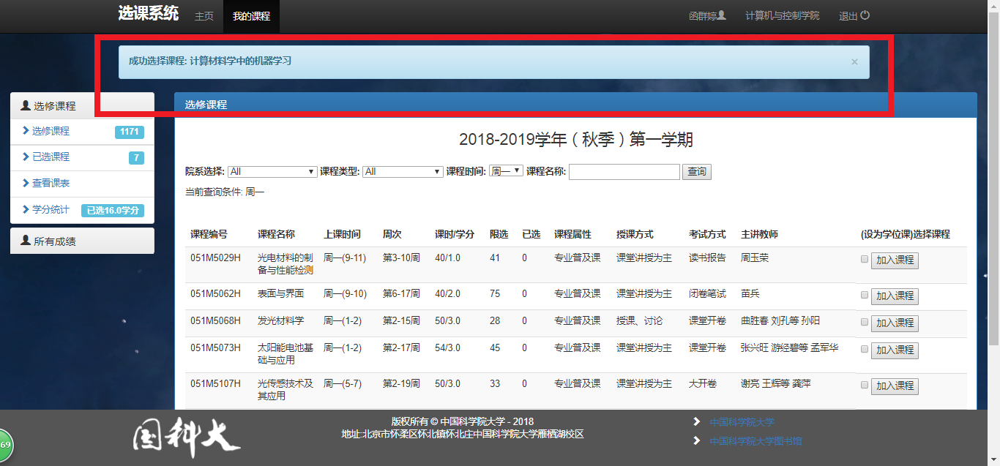 选课系统 主页 我的课程 函群婷 计算机与控制学院 退出
成功选择课程: 计算材料学中的机器学习 ×
选修课程
选修课程 1171
已选课程 7
查看课表
学分统计 已选16.0学分
所有成绩
选修课程
2018-2019学年（秋季）第一学期
院系选择: All 课程类型: All 课程时间: 周一 课程名称: 查询
当前查询条件: 周一
课程编号 课程名称 上课时间 周次 课时/学分 限选 已选 课程属性 授课方式 考试方式 主讲教师 (设为学位课)选择课程
051M5029H 光电材料的制 周一(9-11) 第3-10周 40/1.0 41 0 专业普及课 课堂讲授为主 读书报告 周玉荣 加入课程
备与性能检测
051M5062H 表面与界面 周一(9-10) 第6-17周 40/2.0 75 0 专业普及课 课堂讲授为主 闭卷笔试 苗兵 加入课程
051M5068H 发光材料学 周一(1-2) 第2-15周 50/3.0 28 0 专业普及课 授课、讨论 课堂开卷 曲胜春 刘孔等 孙阳 加入课程
051M5073H 太阳能电池基 周一(1-2) 第2-17周 54/3.0 45 0 专业普及课 课堂讲授为主 课堂开卷 张兴旺 游经碧等 孟军华 加入课程
础与应用
051M5107H 光传感技术及 周一(5-7) 第2-19周 50/3.0 33 0 专业普及课 课堂讲授为主 大开卷 谢亮 王辉等 龚萍 加入课程
其应用
69
国科大
版权所有 © 中国科学院大学 - 2018
地址:北京市怀柔区怀北镇怀北庄中国科学院大学雁栖湖校区
中国科学院大学
中国科学院大学图书馆